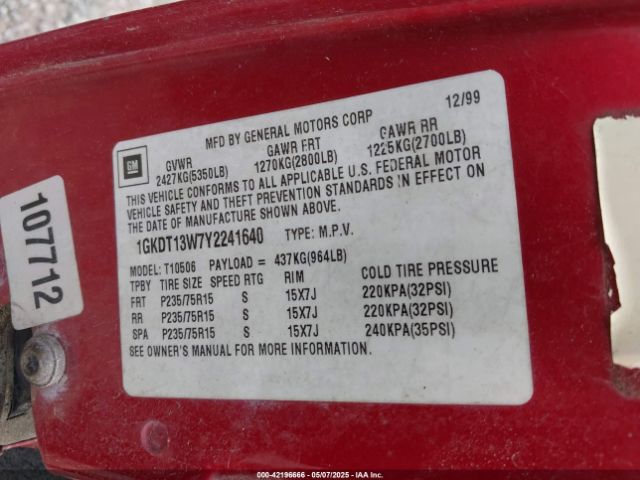 12/99
MFD BY GENERAL MOTORS CORP
GM
GVWR GAWR FRT GAWR RR
2427KG(5350LB) 1270KG(2800LB) 1225KG(2700LB)
THIS VEHICLE CONFORMS TO ALL APPLICABLE U.S. FEDERAL MOTOR
VEHICLE SAFETY AND THEFT PREVENTION STANDARDS IN EFFECT ON
THE DATE OF MANUFACTURE SHOWN ABOVE.
1GKDT13W7Y2241640 TYPE: M.P.V.
MODEL: T10506 PAYLOAD = 437KG(964LB)
TPBY TIRE SIZE SPEED RTG RIM COLD TIRE PRESSURE
FRT P235/75R15 S 15X7J 220KPA(32PSI)
RR P235/75R15 S 15X7J 220KPA(32PSI)
SPA P235/75R15 S 15X7J 240KPA(35PSI)
SEE OWNER'S MANUAL FOR MORE INFORMATION.
107712
00-42196666 - 05/07/2025 - © IAA, Inc.